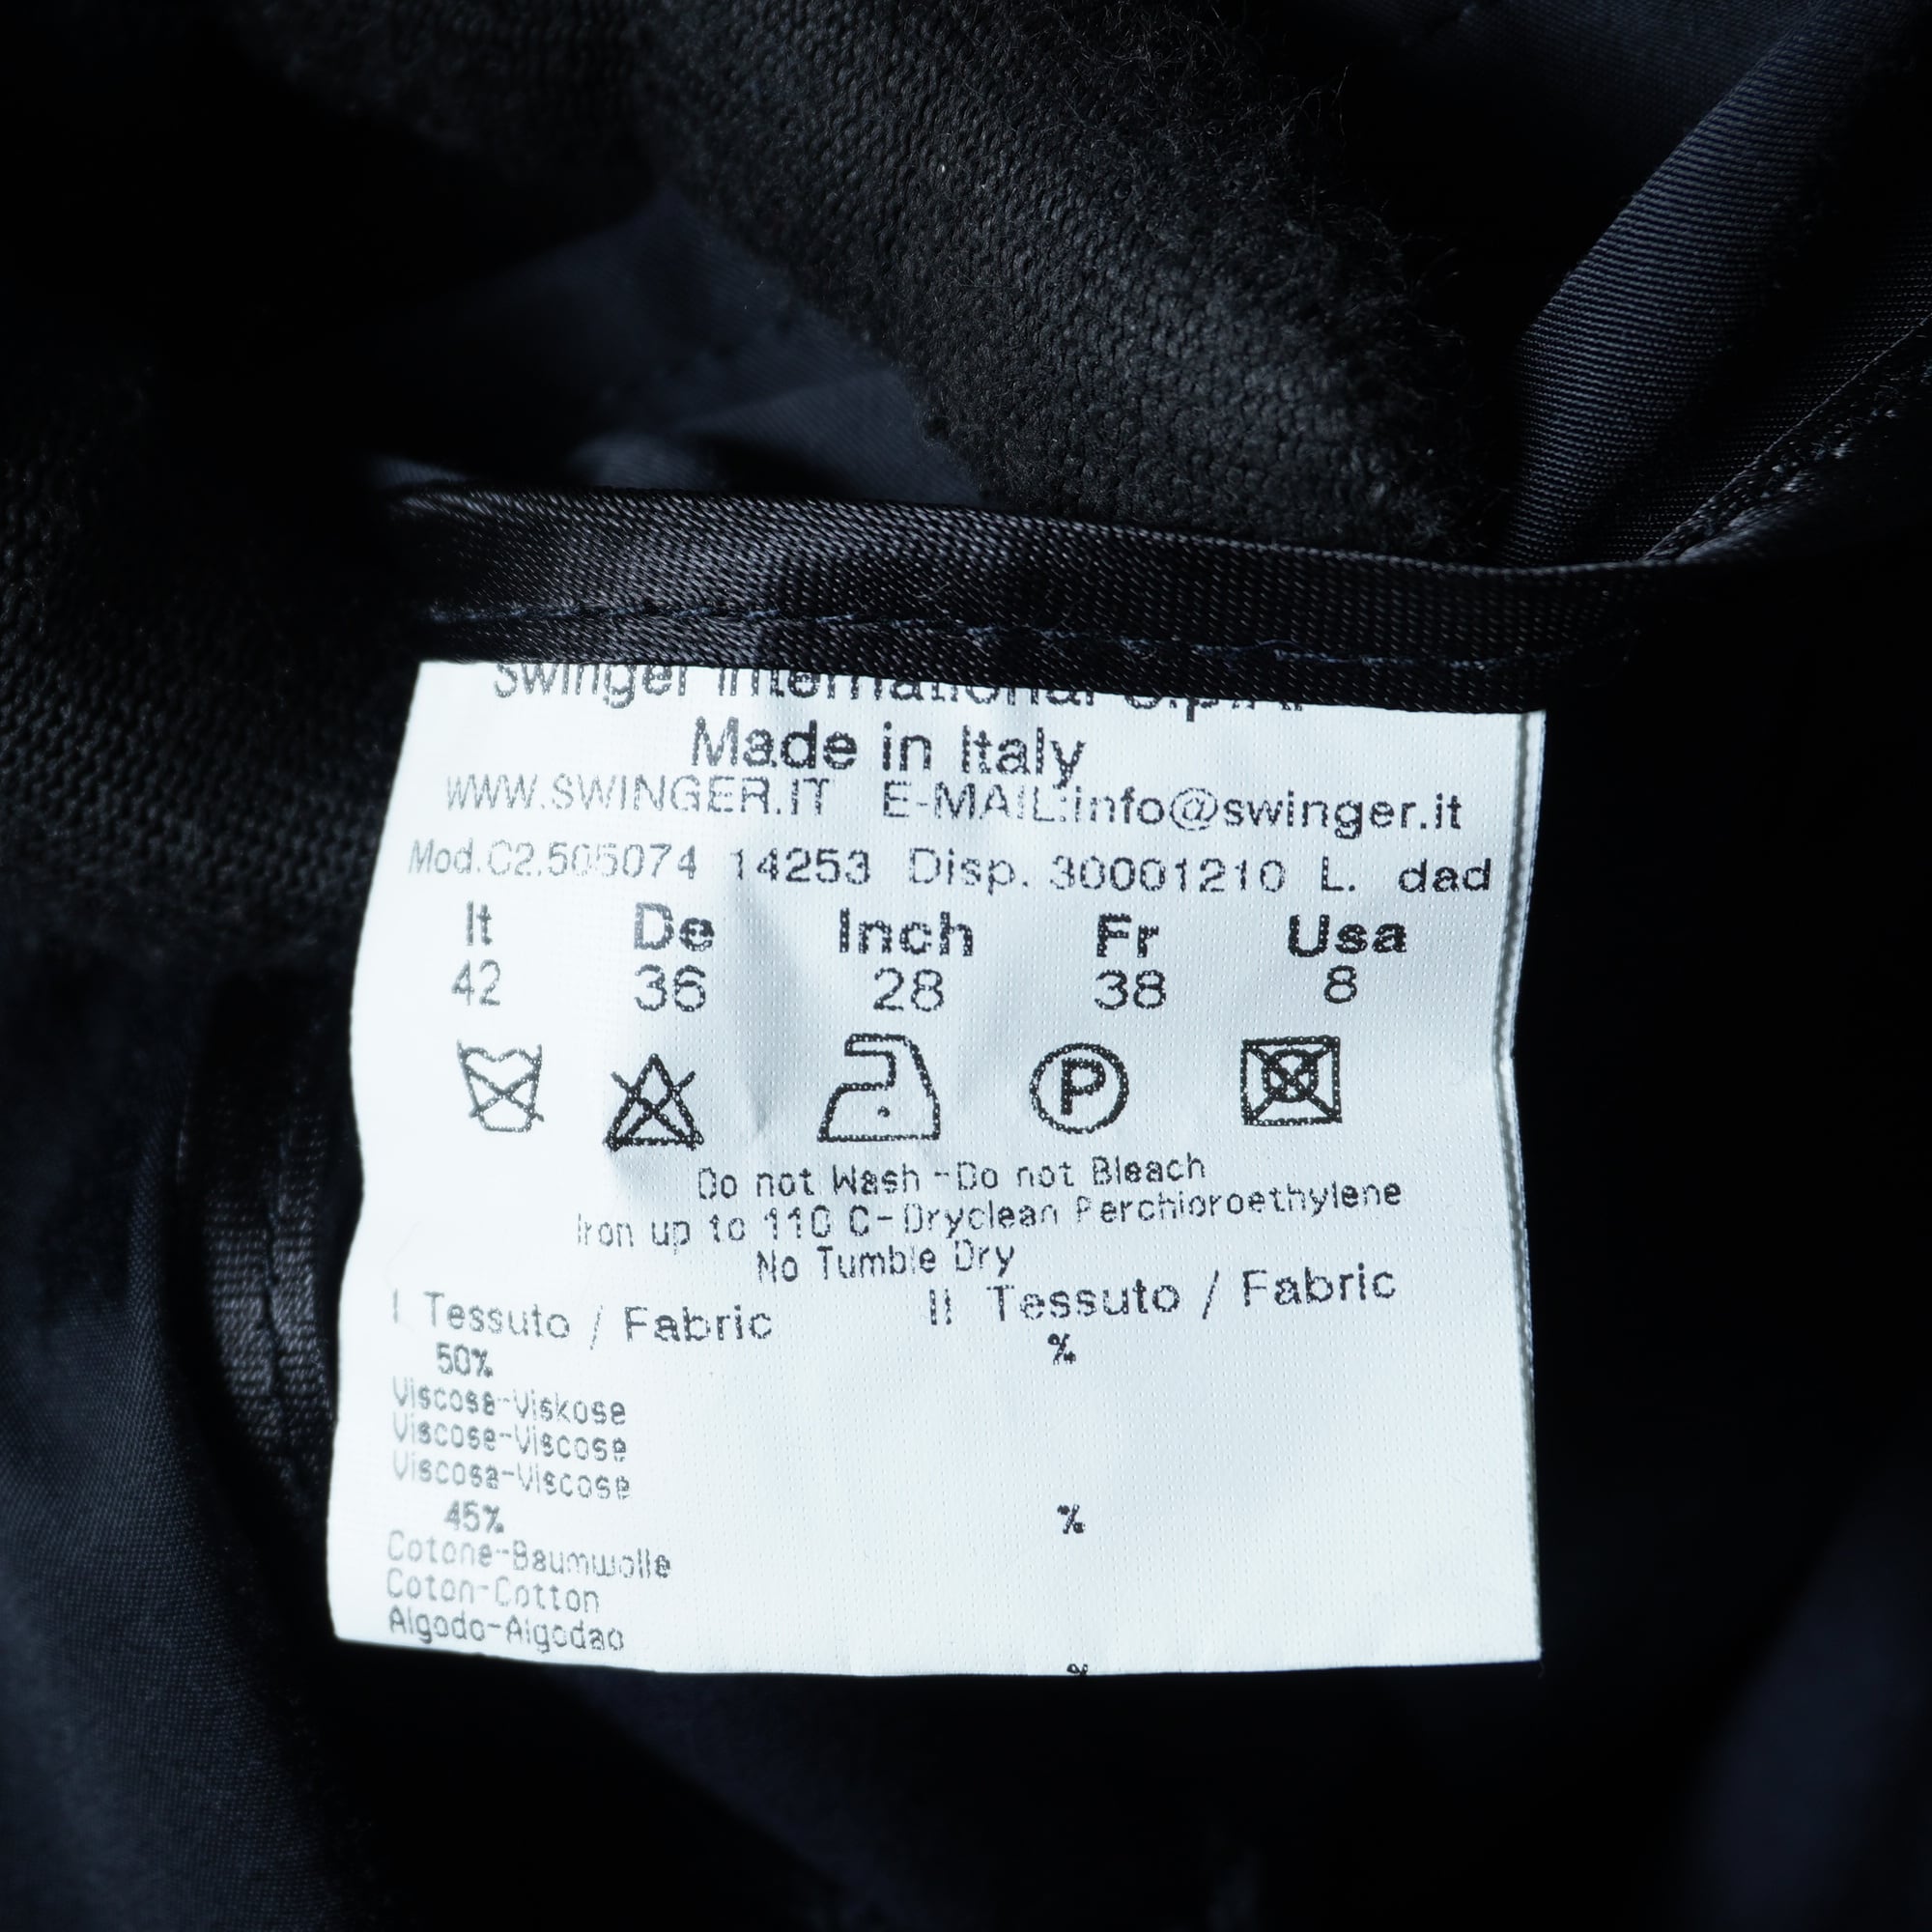 Swinger International S.p.A.
Made in Italy
WWW.SWINGER.IT E-MAIL:info@swinger.it
Mod.C2.505074 14253 Disp. 30001210 L. dad
It De Inch Fr Usa
42 36 28 38 8
P
Do not Wash -Do not Bleach
Iron up to 110 C-Dryclean Perchloroethylene
No Tumble Dry
I Tessuto / Fabric II Tessuto / Fabric
50% %
Viscosa-Viskose
Viscose-Viscose
Viscosa-Viscose
45% %
Cotone-Baumwolle
Coton-Cotton
Algodo-Algodao
%